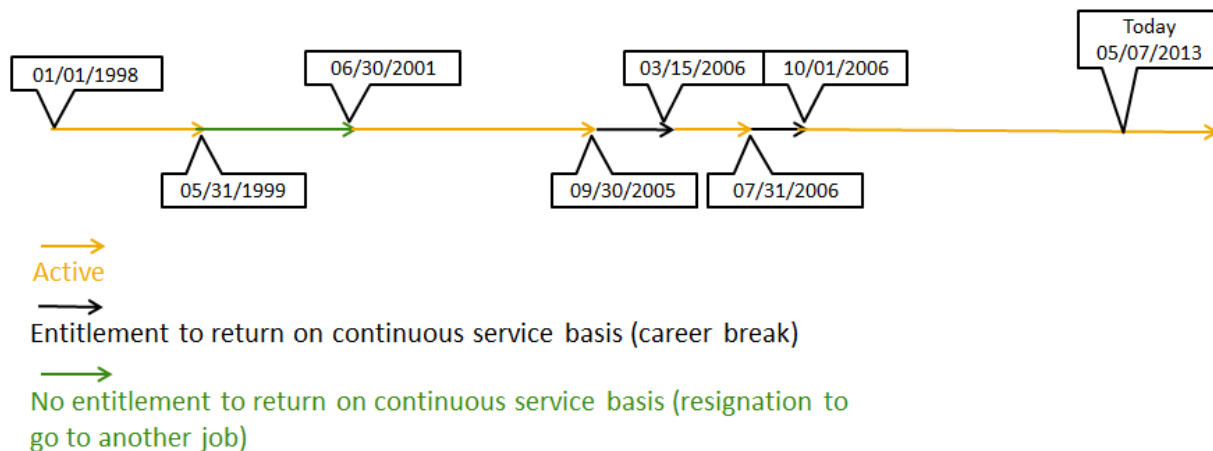 Today
05/07/2013
01/01/1998
06/30/2001
03/15/2006
10/01/2006
05/31/1999
09/30/2005
07/31/2006
Active
Entitlement to return on continuous service basis (career break)
No entitlement to return on continuous service basis (resignation to
go to another job)